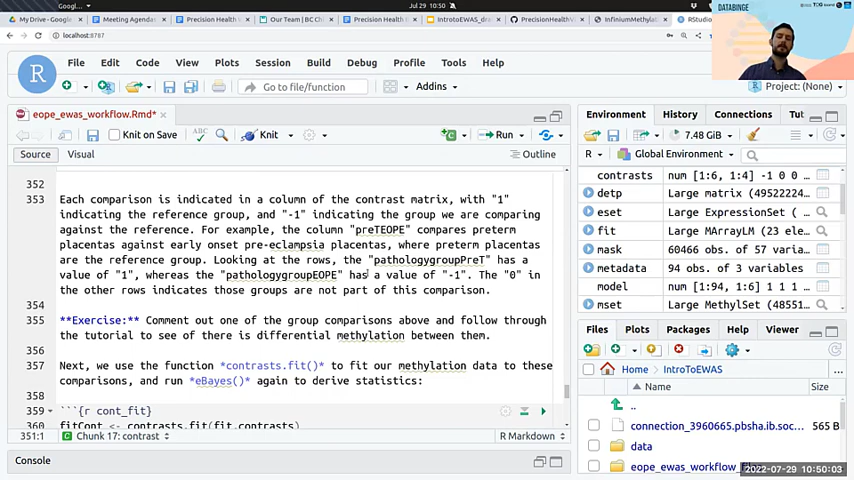 Googl...
Jul 29 10:50
My Drive - Goog
Meeting Agenda
Precision Health
Our Team | BC Ch
Precision Health E
IntrotoEWAS_dr
PrecisionHealthV
InfiniumMethylat
RStudi
localhost:8787
DATABINGE
File Edit Code View Plots Session Build Debug Profile Tools Help
Go to file/function
Addins
Project: (None)
eope_ewas_workflow.Rmd*
Knit on Save
Knit
Run
Source Visual
Outline
352
353 Each comparison is indicated in a column of the contrast matrix, with "1"
indicating the reference group, and "-1" indicating the group we are comparing
against the reference. For example, the column "preTEOPE" compares preterm
placentas against early onset pre-eclampsia placentas, where preterm placentas
are the reference group. Looking at the rows, the "pathologygroupPreT" has a
value of "1", whereas the "pathologygroupEOPE" has a value of "-1". The "0" in
the other rows indicates those groups are not part of this comparison.
354
355 **Exercise:** Comment out one of the group comparisons above and follow through
the tutorial to see of there is differential methylation between them.
356
357 Next, we use the function *contrasts.fit()* to fit our methylation data to these
comparisons, and run *eBayes()* again to derive statistics:
358
359 ```{r cont_fit}
fitCont <- contrasts.fit(fit,contrasts)
351:1 Chunk 17: contrast
R Markdown
Console
Environment History Connections Tut
7.48 GiB
R Global Environment
contrasts num [1:6, 1:4] -1 0 0
detp Large matrix (49522224
eset Large ExpressionSet (
fit Large MArrayLM (23 elem
mask 60466 obs. of 57 variab
metadata 94 obs. of 3 variables
model num [1:94, 1:6] 1 1 1
mset Large MethylSet (48551
Files Plots Packages Help Viewer
Home IntroToEWAS
Name Size
..
connection_3960665.pbsha.ib.soc... 565 B
data
eope_ewas_workflow_
2022-07-29 10:50:03